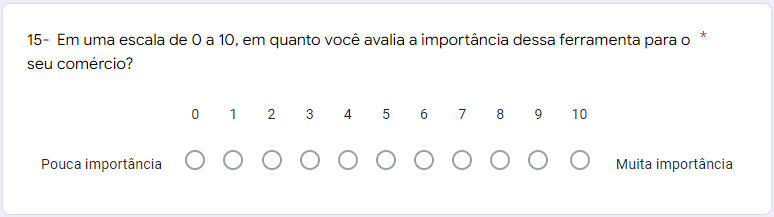 15-  Em uma escala de 0 a 10, em quanto você avalia a importância dessa ferramenta para o *
seu comércio?
0 1 2 3 4 5 6 7 8 9 10
Pouca importância Muita importância